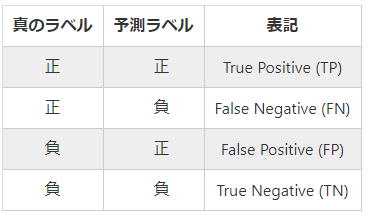 真のラベル 予測ラベル 表記
正 正 True Positive (TP)
正 負 False Negative (FN)
負 正 False Positive (FP)
負 負 True Negative (TN)